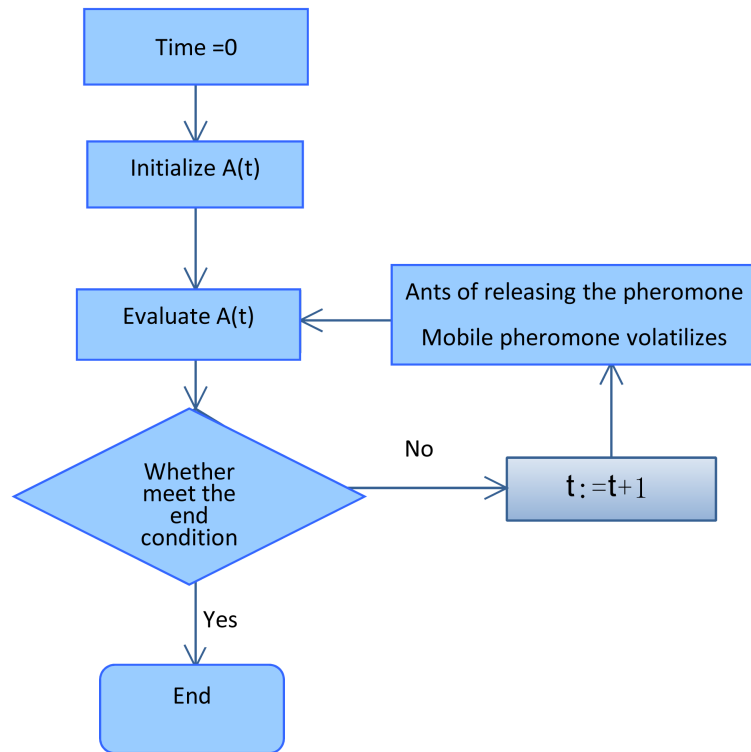 Time =0
Initialize A(t)
Evaluate A(t)
Ants of releasing the pheromone
Mobile pheromone volatilizes
Whether
meet the
end
condition
No
t:=t+1
Yes
End